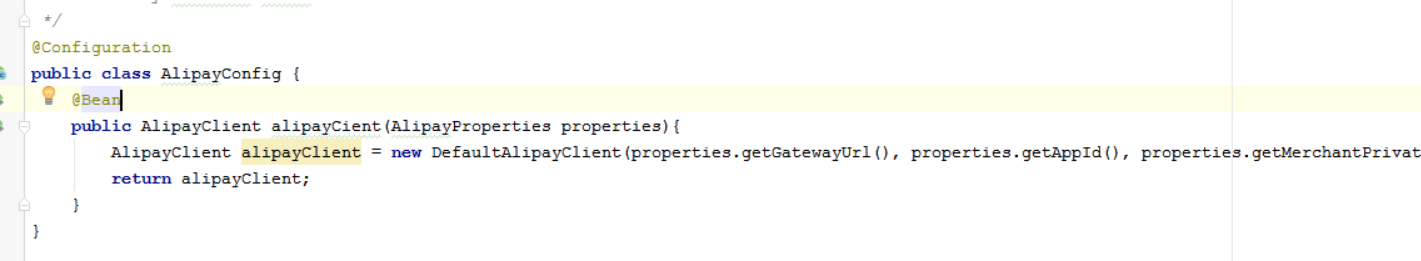 */
@Configuration
public class AlipayConfig {
@Bean
public AlipayClient alipayCient(AlipayProperties properties){
AlipayClient alipayClient = new DefaultAlipayClient(properties.getGatewayUrl(), properties.getAppId(), properties.getMerchantPrivat
return alipayClient;
}
}